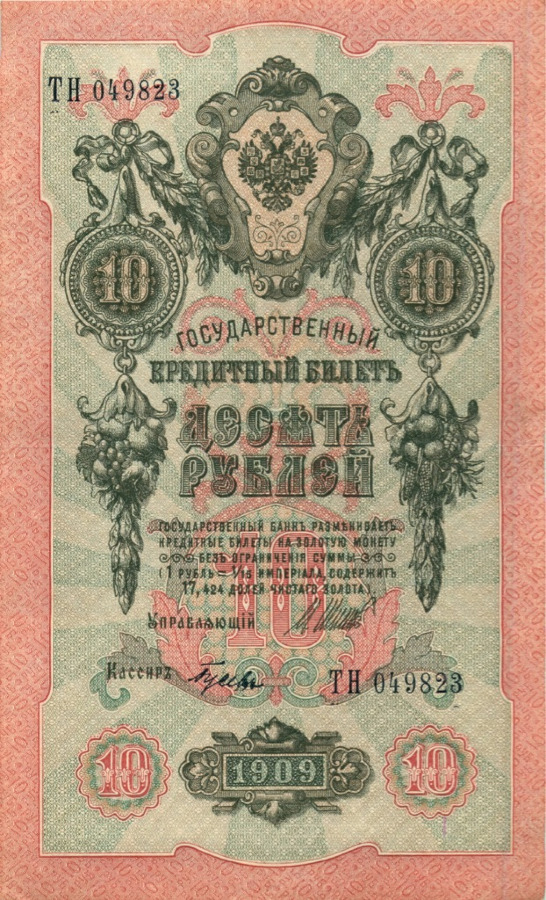 ТН 049823
10 10
ГОСУДАРСТВЕННЫЙ
КРЕДИТНЫЙ БИЛЕТЪ
ДЕСЯТЬ
РУБЛЕЙ
ГОСУДАРСТВЕННЫЙ БАНКЪ РАЗМѢНИВАЕТЪ
КРЕДИТНЫЕ БИЛЕТЫ НА ЗОЛОТУЮ МОНЕТУ
БЕЗЪ ОГРАНИЧЕНІЯ СУММЫ
(1 РУБЛЬ = 1/15 ИМПЕРІАЛА, СОДЕРЖИТЪ
17,424 ДОЛЕЙ ЧИСТАГО ЗОЛОТА).
10
УПРАВЛЯЮЩІЙ
Кассиръ
ТН 049823
10 1909 10